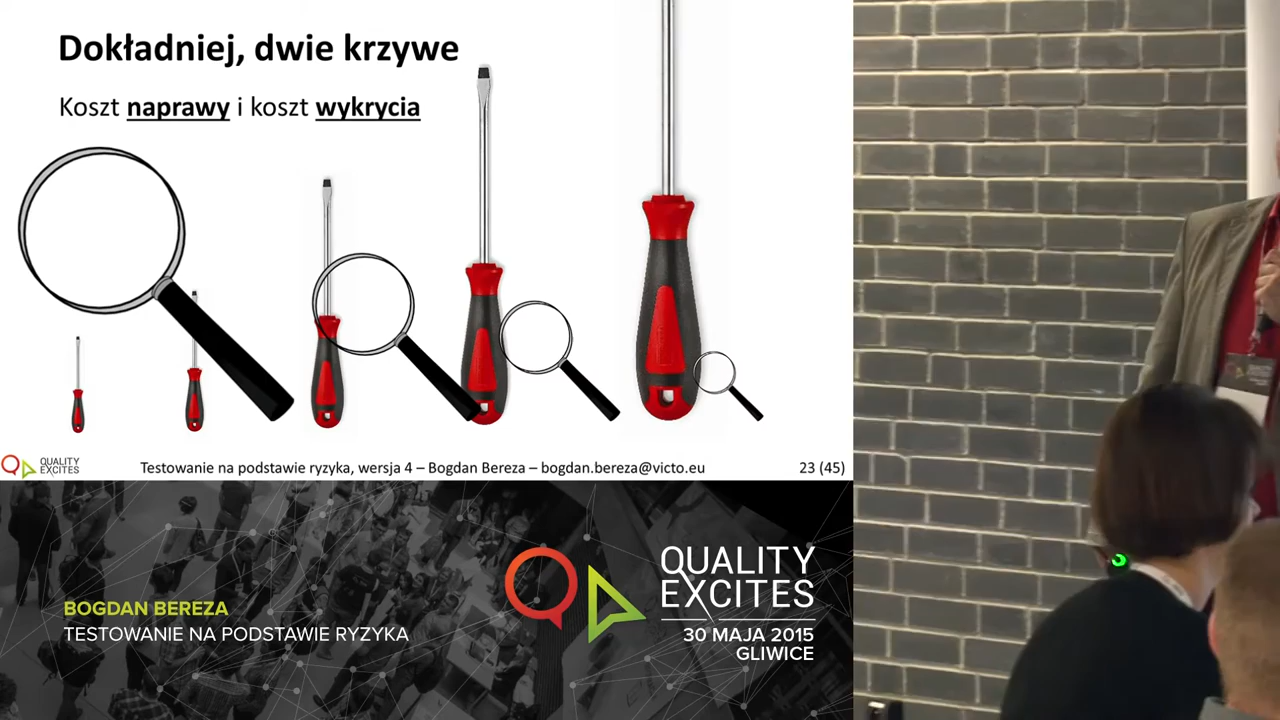 Dokładniej, dwie krzywe
Koszt naprawy i koszt wykrycia
QUALITY
EXCITES
Testowanie na podstawie ryzyka, wersja 4 – Bogdan Bereza – bogdan.bereza@victo.eu
23 (45)
BOGDAN BEREZA
TESTOWANIE NA PODSTAWIE RYZYKA
QUALITY
EXCITES
30 MAJA 2015
GLIWICE